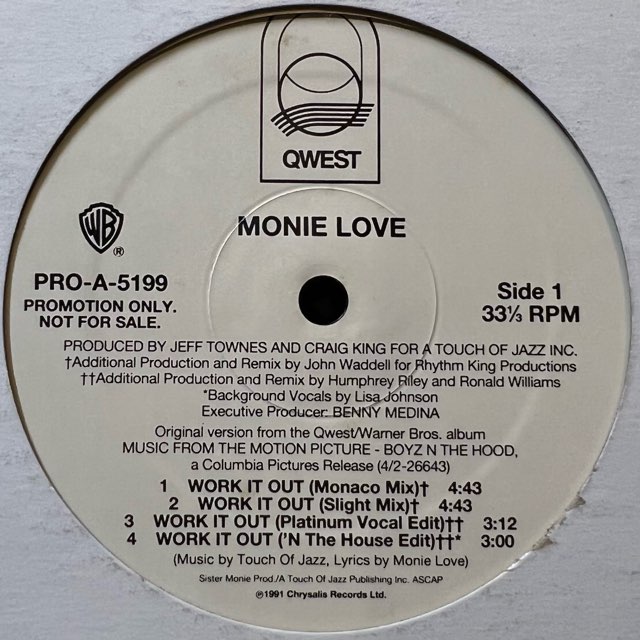 QWEST
MONIE LOVE
WB
®
PRO-A-5199
PROMOTION ONLY.
NOT FOR SALE.
Side 1
33⅓ RPM
PRODUCED BY JEFF TOWNES AND CRAIG KING FOR A TOUCH OF JAZZ INC.
†Additional Production and Remix by John Waddell for Rhythm King Productions
††Additional Production and Remix by Humphrey Riley and Ronald Williams
*Background Vocals by Lisa Johnson
Executive Producer: BENNY MEDINA
Original version from the Qwest/Warner Bros. album
MUSIC FROM THE MOTION PICTURE - BOYZ N THE HOOD,
a Columbia Pictures Release (4/2-26643)
1 WORK IT OUT (Monaco Mix)† 4:43
2 WORK IT OUT (Slight Mix)† 4:43
3 WORK IT OUT (Platinum Vocal Edit)†† 3:12
4 WORK IT OUT ('N The House Edit)††* 3:00
(Music by Touch Of Jazz, Lyrics by Monie Love)
Sister Monie Prod./A Touch Of Jazz Publishing Inc. ASCAP
℗1991 Chrysalis Records Ltd.